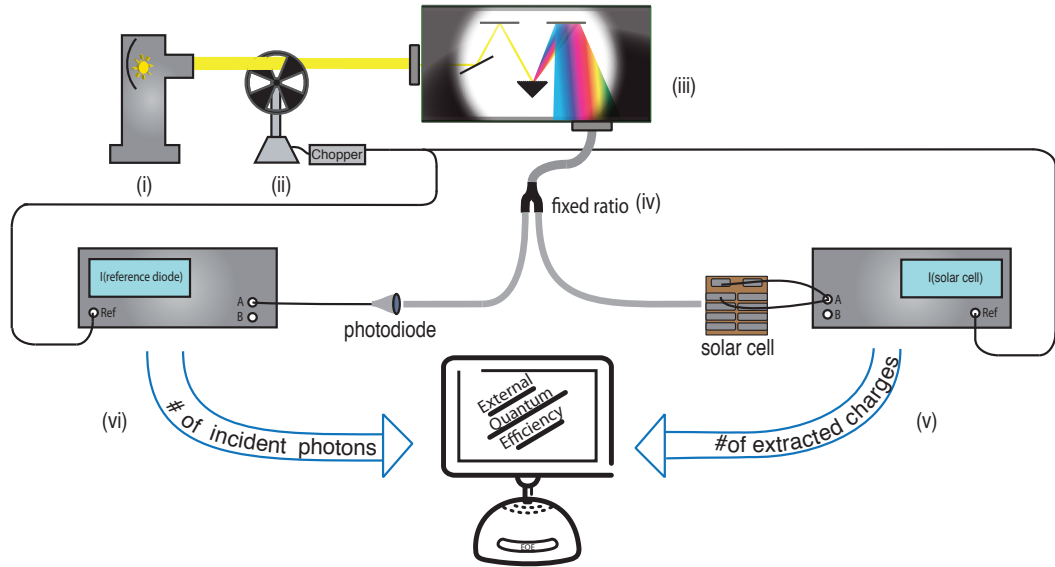 (iii)
Chopper
(i)
(ii)
fixed ratio
(iv)
I(reference diode)
A
B
Ref
photodiode
solar cell
I(solar cell)
A
B
Ref
(vi)
# of incident photons
External
Quantum
Efficiency
#of extracted charges
(v)
EQE